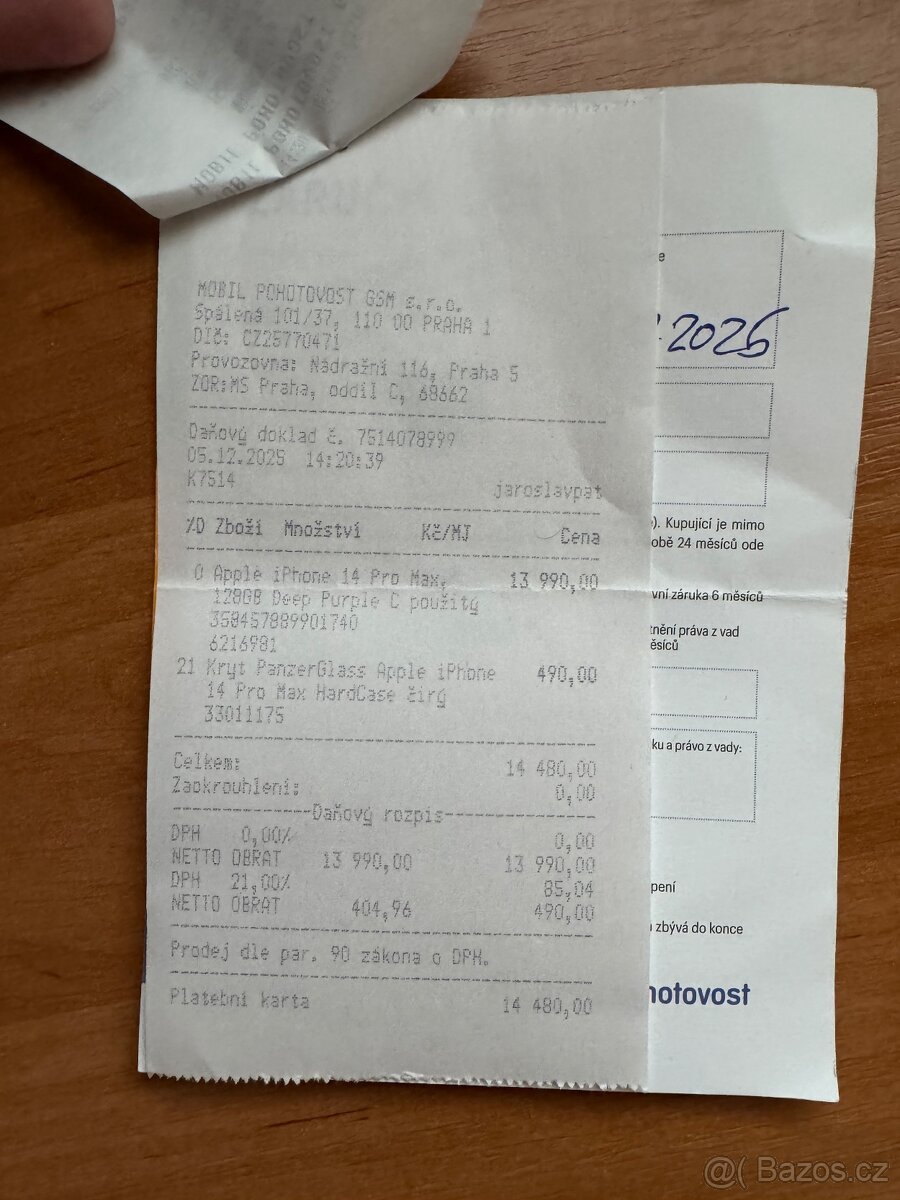 MOBIL POHOTOVOST GSM s.r.o.
Spálená 101/37, 110 00 PRAHA 1
DIČ: CZ25770471
Provozovna: Nádražní 116, Praha 5
ZOR:MS Praha, oddíl C, 68662
Daňový doklad č. 7514078999
05.12.2025 14:20:39
K7514 jaroslavpat
%D Zboží Množství Kč/MJ Cena
0 Apple iPhone 14 Pro Max, 13 990,00
128GB Deep Purple C použitý
358457889901740
6216981
21 Kryt PanzerGlass Apple iPhone 490,00
14 Pro Max HardCase čirý
33011175
Celkem: 14 480,00
Zaokrouhlení: 0,00
Daňový rozpis
DPH 0,00% 0,00
NETTO OBRAT 13 990,00 13 990,00
DPH 21,00% 85,04
NETTO OBRAT 404,96 490,00
Prodej dle par. 90 zákona o DPH.
Platební karta 14 480,00
e
2025
). Kupující je mimo
obě 24 měsíců ode
vní záruka 6 měsíců
tnění práva z vad
ěsíců
ku a právo z vady:
pení
zbývá do konce
hotovost
@( Bazos.cz